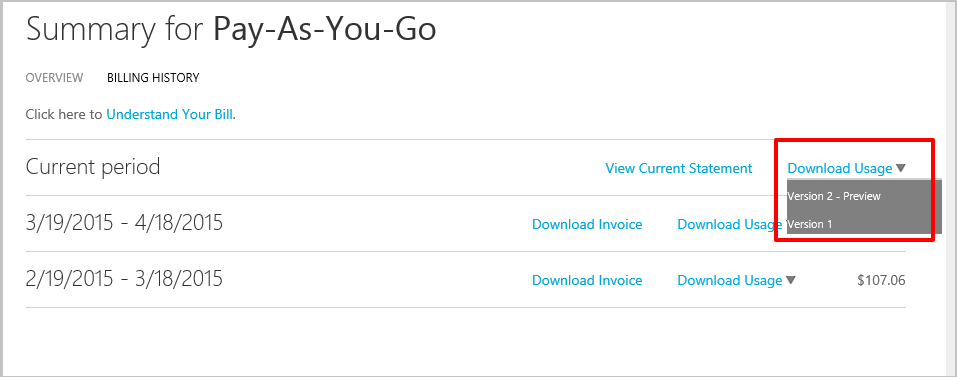 Summary for Pay-As-You-Go
OVERVIEW BILLING HISTORY
Click here to Understand Your Bill.
Current period View Current Statement Download Usage
Version 2 - Preview
3/19/2015 - 4/18/2015 Download Invoice Download Usage Version 1
2/19/2015 - 3/18/2015 Download Invoice Download Usage $107.06